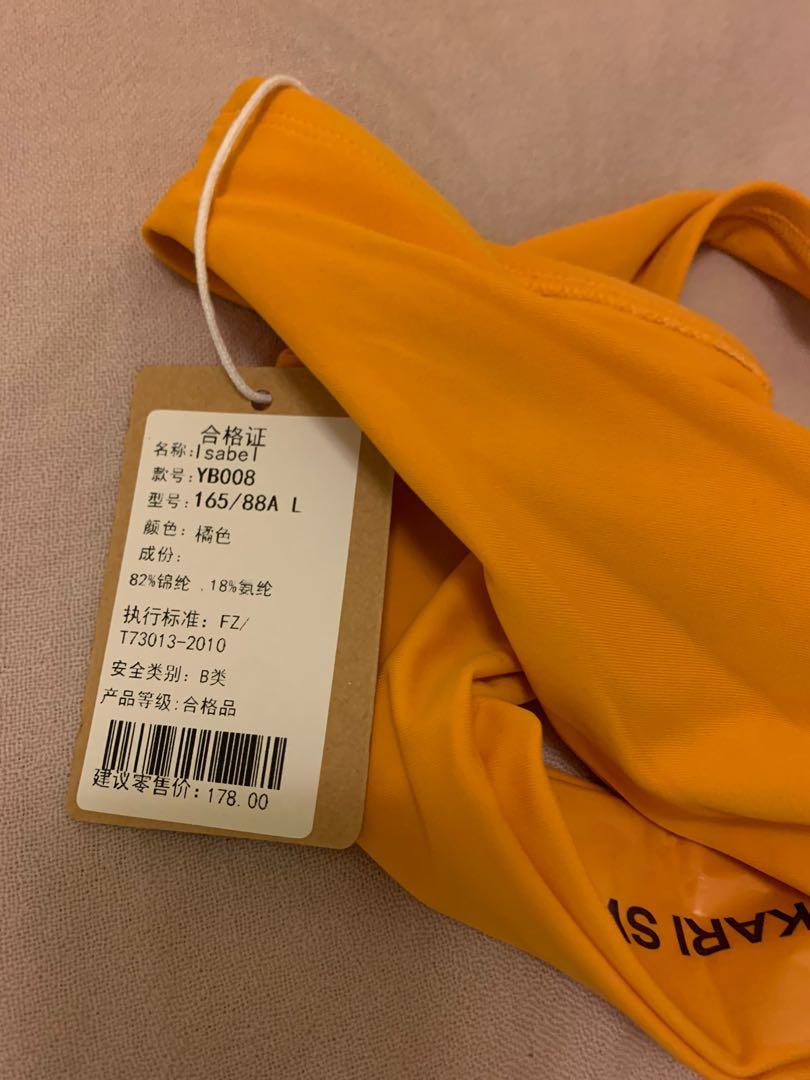 合格证
名称:Isabel
款号:YB008
型号:165/88A L
颜色: 橘色
成份:
82%锦纶 、18%氨纶
执行标准: FZ/
T73013-2010
安全类别: B类
产品等级:合格品
建议零售价: 178.00
KARI